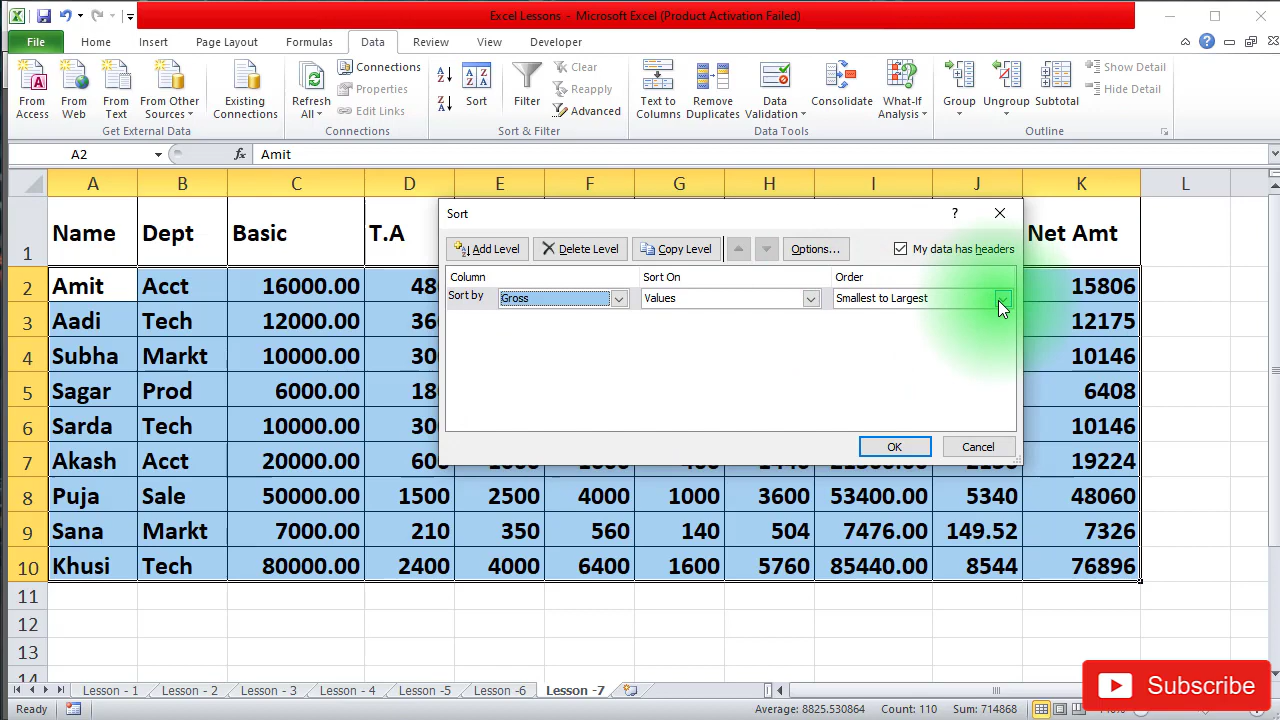 Excel Lessons - Microsoft Excel (Product Activation Failed)
File Home Insert Page Layout Formulas Data Review View Developer
From Access
From Web
From Text
From Other Sources
Existing Connections
Get External Data
Refresh All
Connections
Properties
Edit Links
Connections
Sort
Filter
Clear
Reapply
Advanced
Sort & Filter
Text to Columns
Remove Duplicates
Data Validation
Consolidate
What-If Analysis
Data Tools
Group
Ungroup
Subtotal
Show Detail
Hide Detail
Outline
A2 fx Amit
A B C D E F G H I J K L
1 Name Dept Basic T.A Net Amt
2 Amit Acct 16000.00 48 15806
3 Aadi Tech 12000.00 36 12175
4 Subha Markt 10000.00 30 10146
5 Sagar Prod 6000.00 18 6408
6 Sarda Tech 10000.00 30 10146
7 Akash Acct 20000.00 19224
8 Puja Sale 50000.00 1500 2500 4000 1000 3600 53400.00 5340 48060
9 Sana Markt 7000.00 210 350 560 140 504 7476.00 149.52 7326
10 Khusi Tech 80000.00 2400 4000 6400 1600 5760 85440.00 8544 76896
11
12
13
14
Sort ?
Add Level Delete Level Copy Level Options... My data has headers
Column Sort On Order
Sort by Gross Values Smallest to Largest
OK Cancel
Lesson - 1 Lesson - 2 Lesson - 3 Lesson - 4 Lesson -5 Lesson -6 Lesson -7
Ready Average: 8825.530864 Count: 110 Sum: 714868
Subscribe